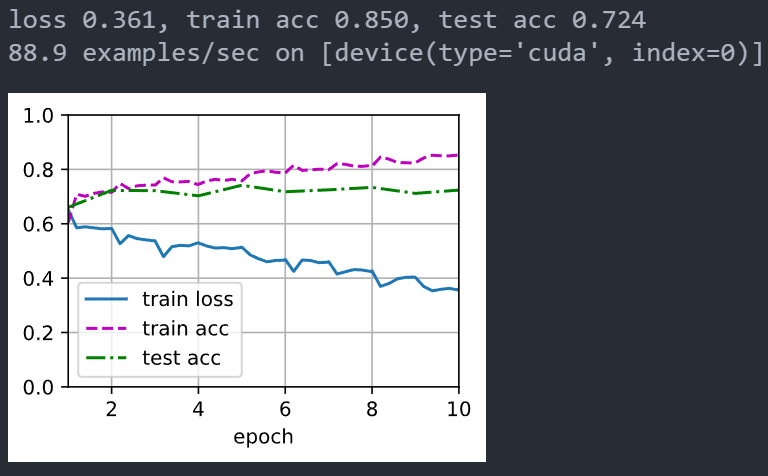 loss 0.361, train acc 0.850, test acc 0.724
88.9 examples/sec on [device(type='cuda', index=0)]
1.0
0.8
0.6
0.4
0.2
0.0
train loss
train acc
test acc
2 4 6 8 10
epoch